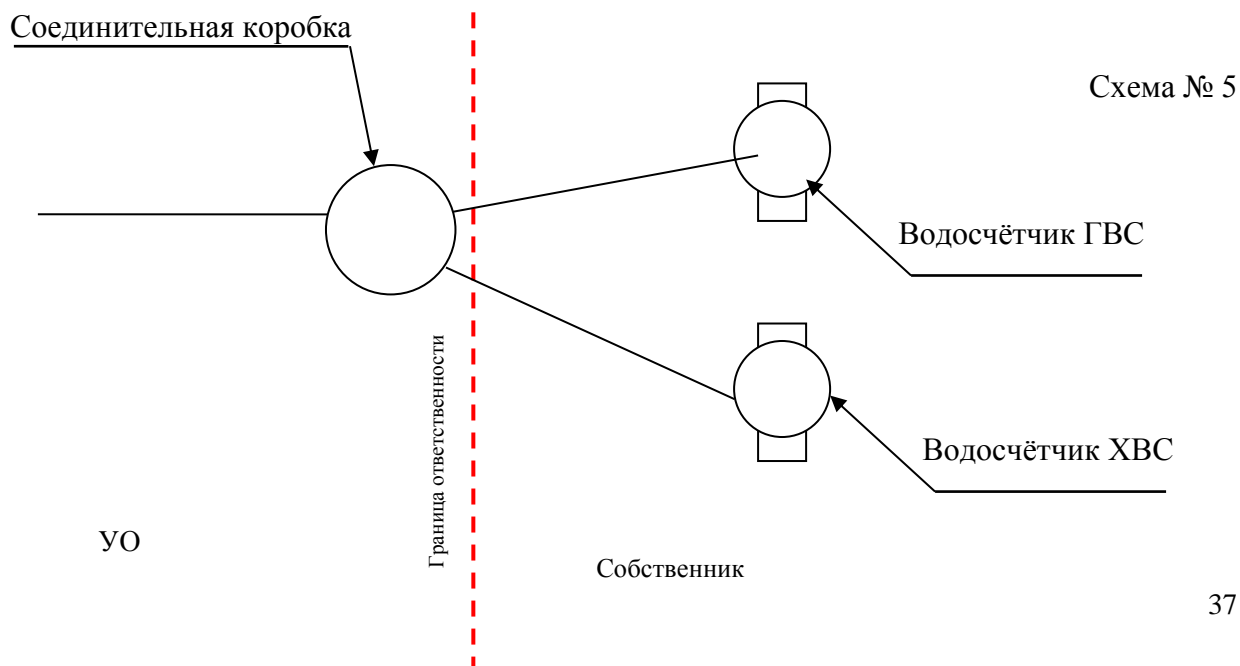 Соединительная коробка
Схема № 5
Водосчётчик ГВС
Граница ответственности
Водосчётчик ХВС
УО
Собственник
37